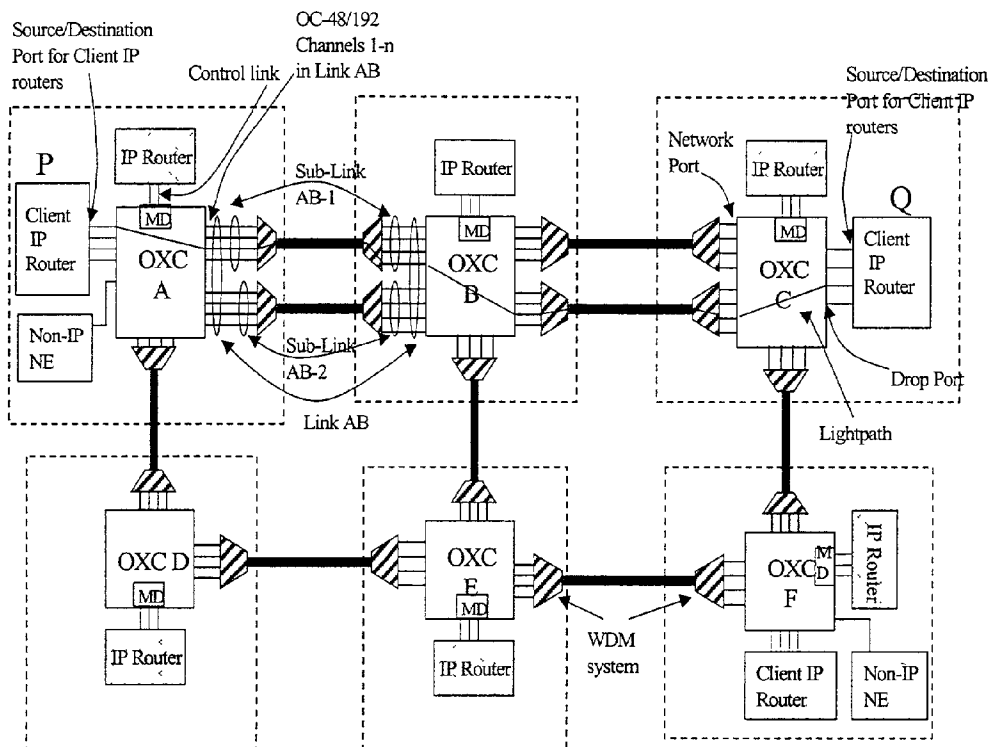 OC-48/192
Channels 1-n
in Link AB
Source/Destination
Port for Client IP
routers
Control link
Source/Destination
Port for Client IP
routers
P
IP Router
MD
Client
IP
Router
OXC
A
Non-IP
NE
Sub-Link
AB-1
Sub-Link
AB-2
Link AB
IP Router
MD
OXC
B
Network
Port
IP Router
MD
OXC
C
Q
Client
IP
Router
Drop Port
Lightpath
OXC D
MD
IP Router
OXC
E
MD
IP Router
WDM
system
OXC
F
M
D
IP Router
Client IP
Router
Non-IP
NE